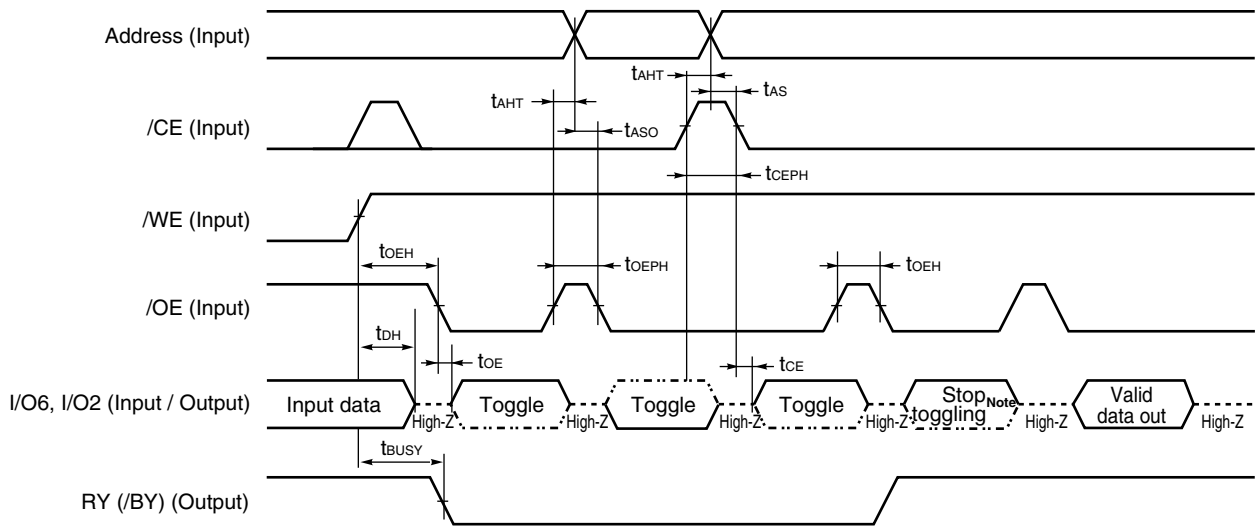 Address (Input)
tAHT
tAS
tAHT
/CE (Input)
tASO
tCEPH
/WE (Input)
tOEH
tOEPH
tOEH
/OE (Input)
tDH
tOE
tCE
I/O6, I/O2 (Input / Output)
Input data
High-Z
Toggle
High-Z
Toggle
High-Z
Toggle
High-Z
Stop Note
toggling
High-Z
Valid
data out
High-Z
tBUSY
RY (/BY) (Output)